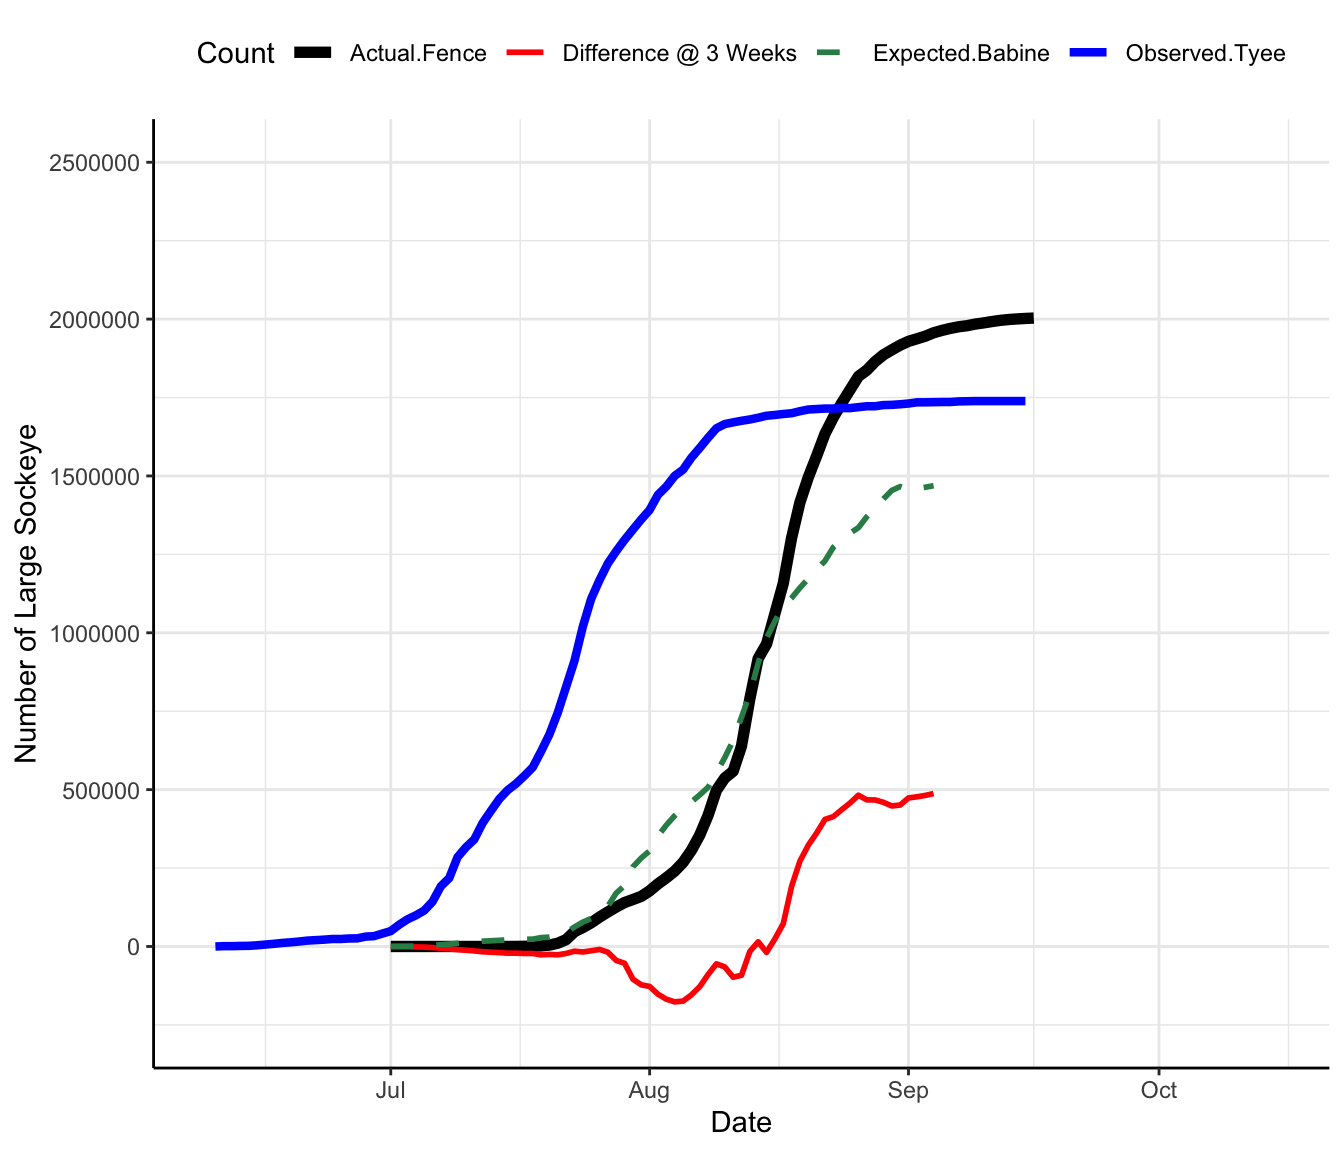 Count Actual.Fence Difference @ 3 Weeks Expected.Babine Observed.Tyee
2500000
2000000
1500000
1000000
500000
0
Number of Large Sockeye
Jul Aug Sep Oct
Date